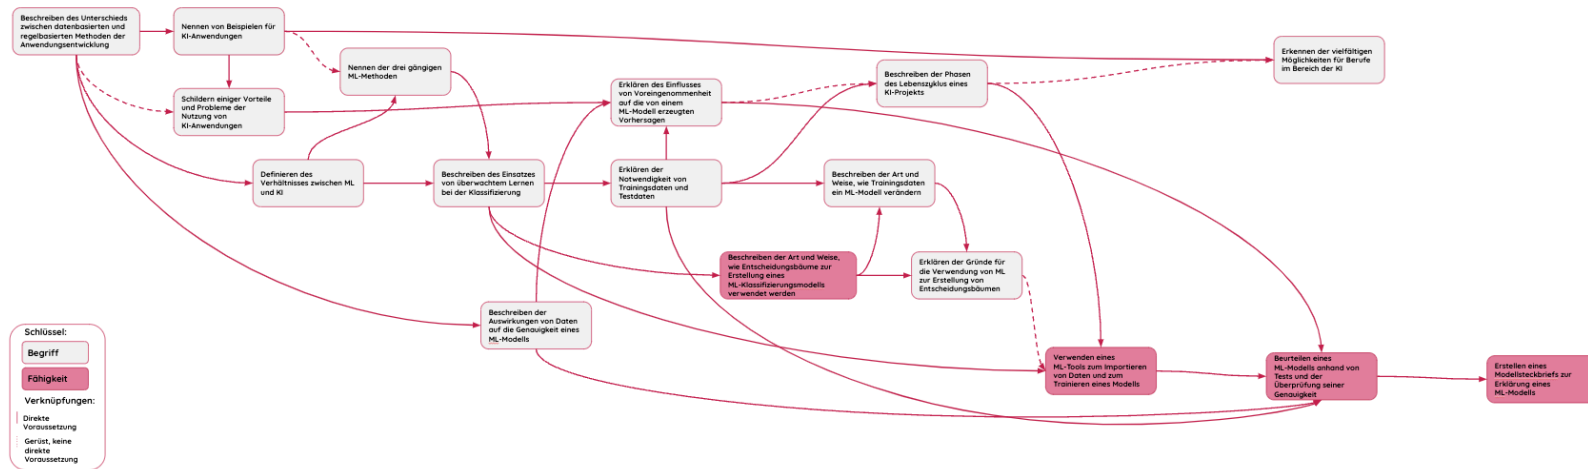 Beschreiben des Unterschieds
zwischen datenbasierten und
regelbasierten Methoden der
Anwendungsentwicklung
Nennen von Beispielen für
KI-Anwendungen
Nennen der drei gängigen
ML-Methoden
Schildern einiger Vorteile
und Probleme der
Nutzung von
KI-Anwendungen
Erklären des Einflusses
von Voreingenommenheit
auf die von einem
ML-Modell erzeugten
Vorhersagen
Beschreiben der Phasen
des Lebenszyklus eines
KI-Projekts
Erkennen der vielfältigen
Möglichkeiten für Berufe
im Bereich der KI
Definieren des
Verhältnisses zwischen ML
und KI
Beschreiben des Einsatzes
von überwachtem Lernen
bei der Klassifizierung
Erklären der
Notwendigkeit von
Trainingsdaten und
Testdaten
Beschreiben der Art und
Weise, wie Trainingsdaten
ein ML-Modell verändern
Beschreiben der Art und Weise,
wie Entscheidungsbäume zur
Erstellung eines
ML-Klassifizierungsmodells
verwendet werden
Erklären der Gründe für
die Verwendung von ML
zur Erstellung von
Entscheidungsbäumen
Beschreiben der
Auswirkungen von Daten
auf die Genauigkeit eines
ML-Modells
Verwenden eines
ML-Tools zum Importieren
von Daten und zum
Trainieren eines Modells
Beurteilen eines
ML-Modells anhand von
Tests und der
Überprüfung seiner
Genauigkeit
Erstellen eines
Modellsteckbriefs zur
Erklärung eines
ML-Modells
Schlüssel:
Begriff
Fähigkeit
Verknüpfungen:
Direkte
Voraussetzung
Gerüst, keine
direkte
Voraussetzung